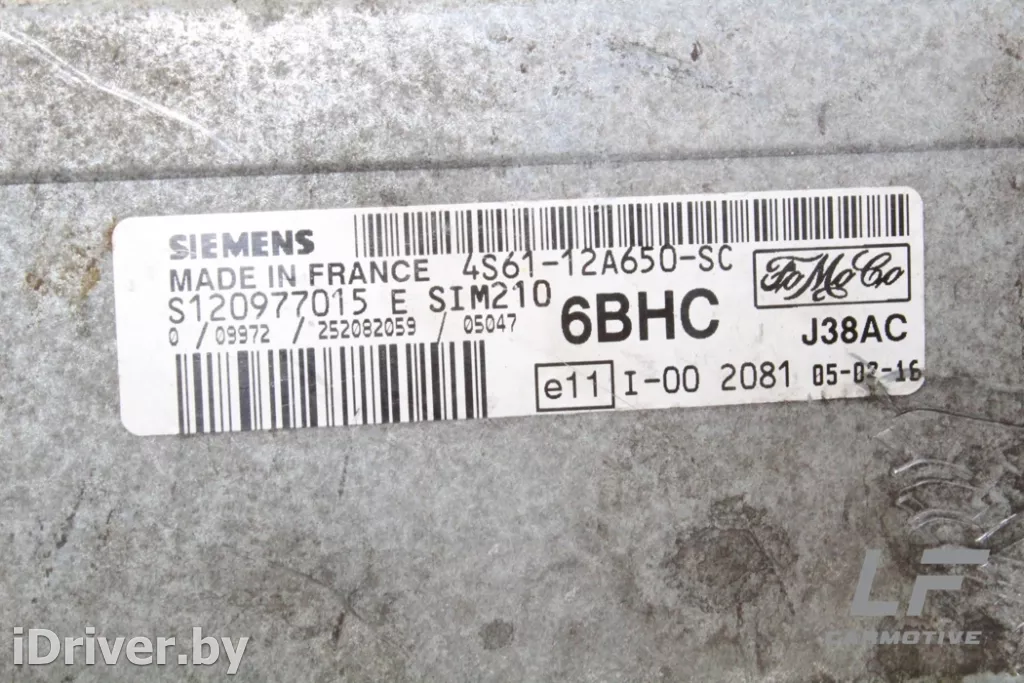 SIEMENS
MADE IN FRANCE 4S61-12A650-SC
FoMoCo
S120977015 E SIM210
0 / 09972 / 252082059 / 05047
6BHC
J38AC
e11 I-00 2081 05-02-16
LF
iDriver.by